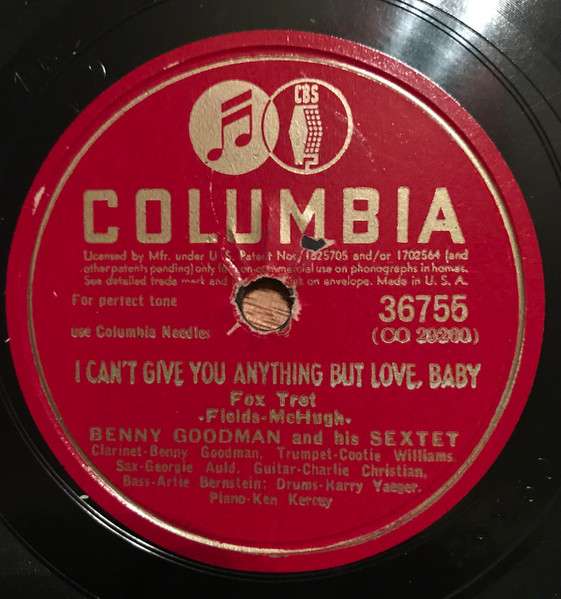 CBS
COLUMBIA
Licensed by Mfr. under U.S. Patent Nos. 1625705 and/or 1702564 (and
other patents pending) only for non-commercial use on phonographs in homes.
See detailed trade mark and on envelope. Made in U. S. A.
For perfect tone
36755
use Columbia Needles
(CO
I CAN'T GIVE YOU ANYTHING BUT LOVE, BABY
Fox Trot
-Fields-McHugh-
BENNY GOODMAN and his SEXTET
Clarinet-Benny Goodman, Trumpet-Cootie Williams
Sax-Georgie Auld, Guitar-Charlie Christian,
Bass-Artie Bernstein; Drums-Harry Yaeger,
Piano-Ken Kersey